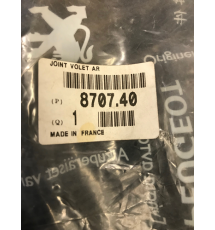 JOINT VOLET AR
(P) 8707.40
(Q) 1
MADE IN FRANCE
PEUGEOT